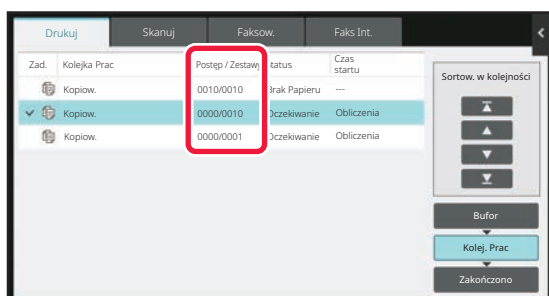 Drukuj Skanuj Faksow. Faks Int.
Zad. Kolejka Prac Postęp / Zestawy Status Czas startu
Kopiow. 0010/0010 Brak Papieru ---
Kopiow. 0000/0010 Oczekiwanie Obliczenia
Kopiow. 0000/0001 Oczekiwanie Obliczenia
Sortow. w kolejności
Bufor
Kolej. Prac
Zakończono